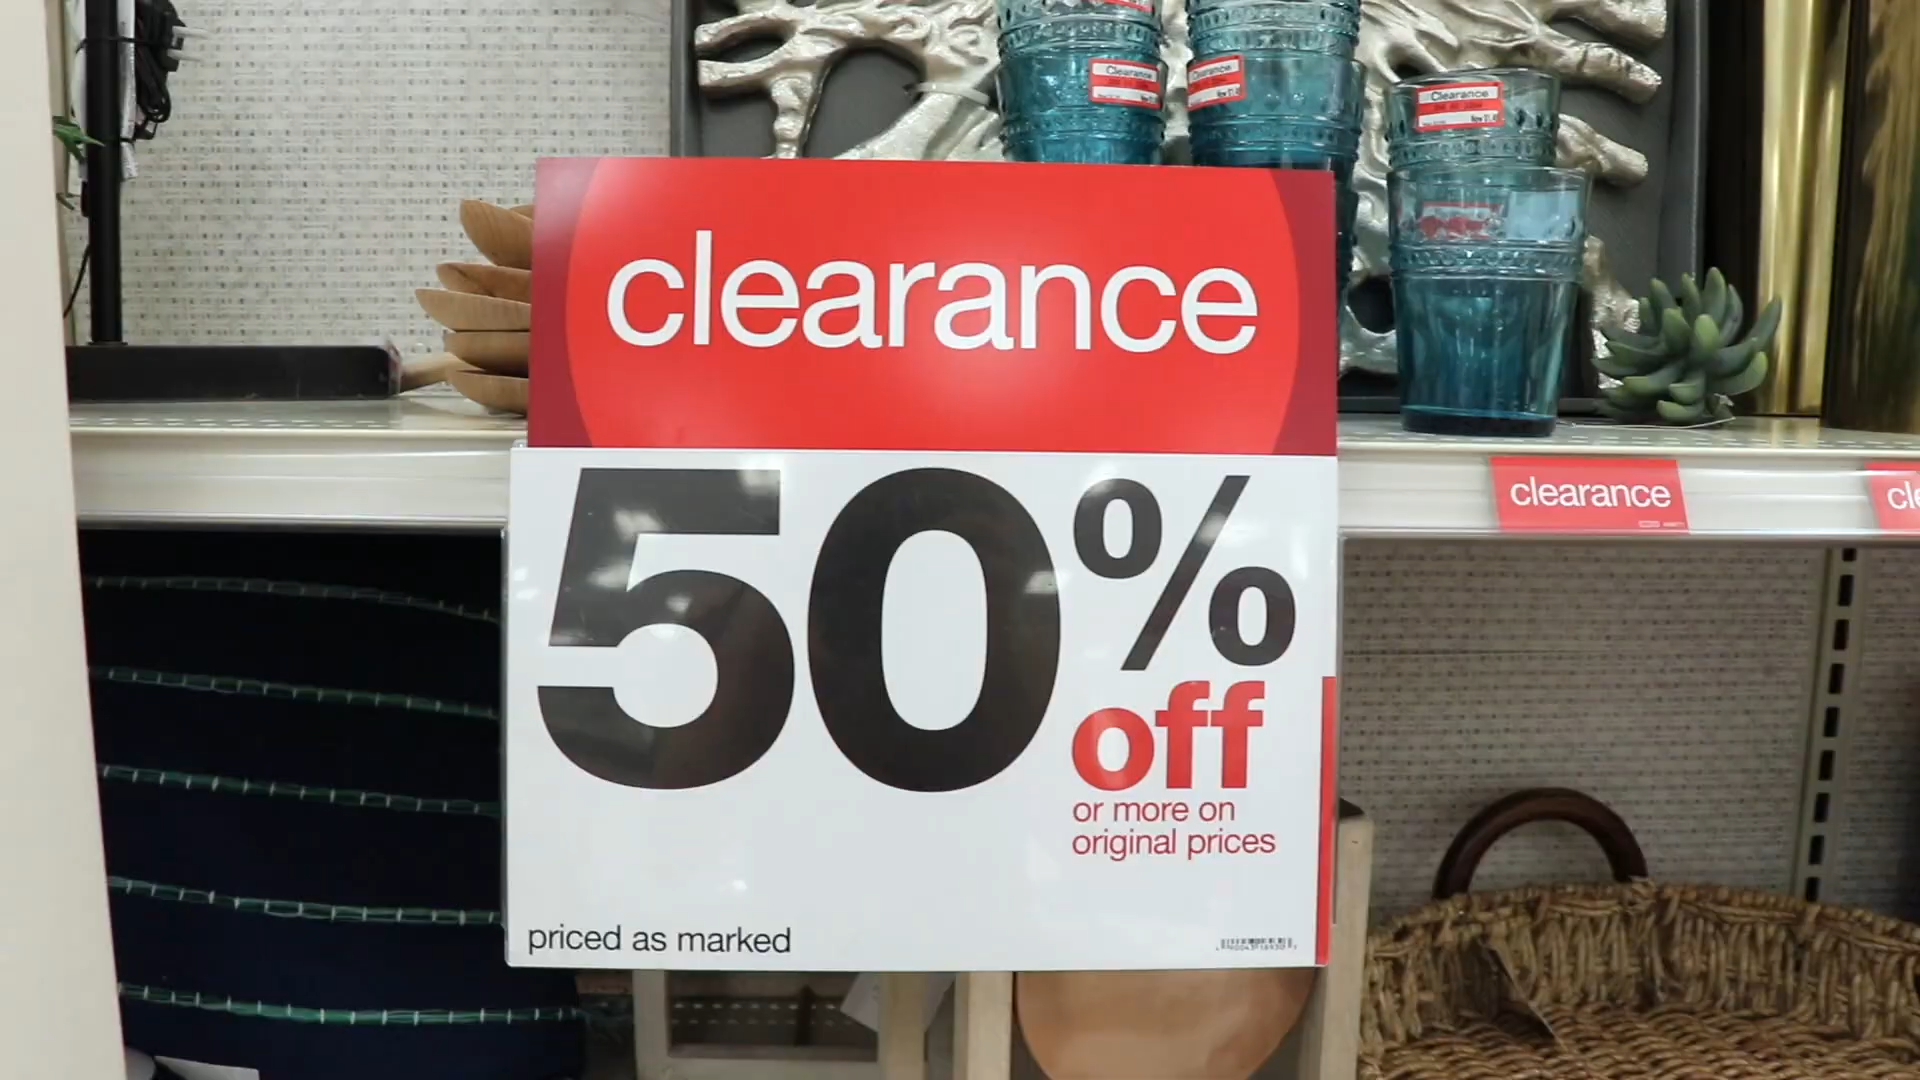 Clearance
Clearance
Clearance
clearance
clearance
50%
off
or more on
original prices
priced as marked